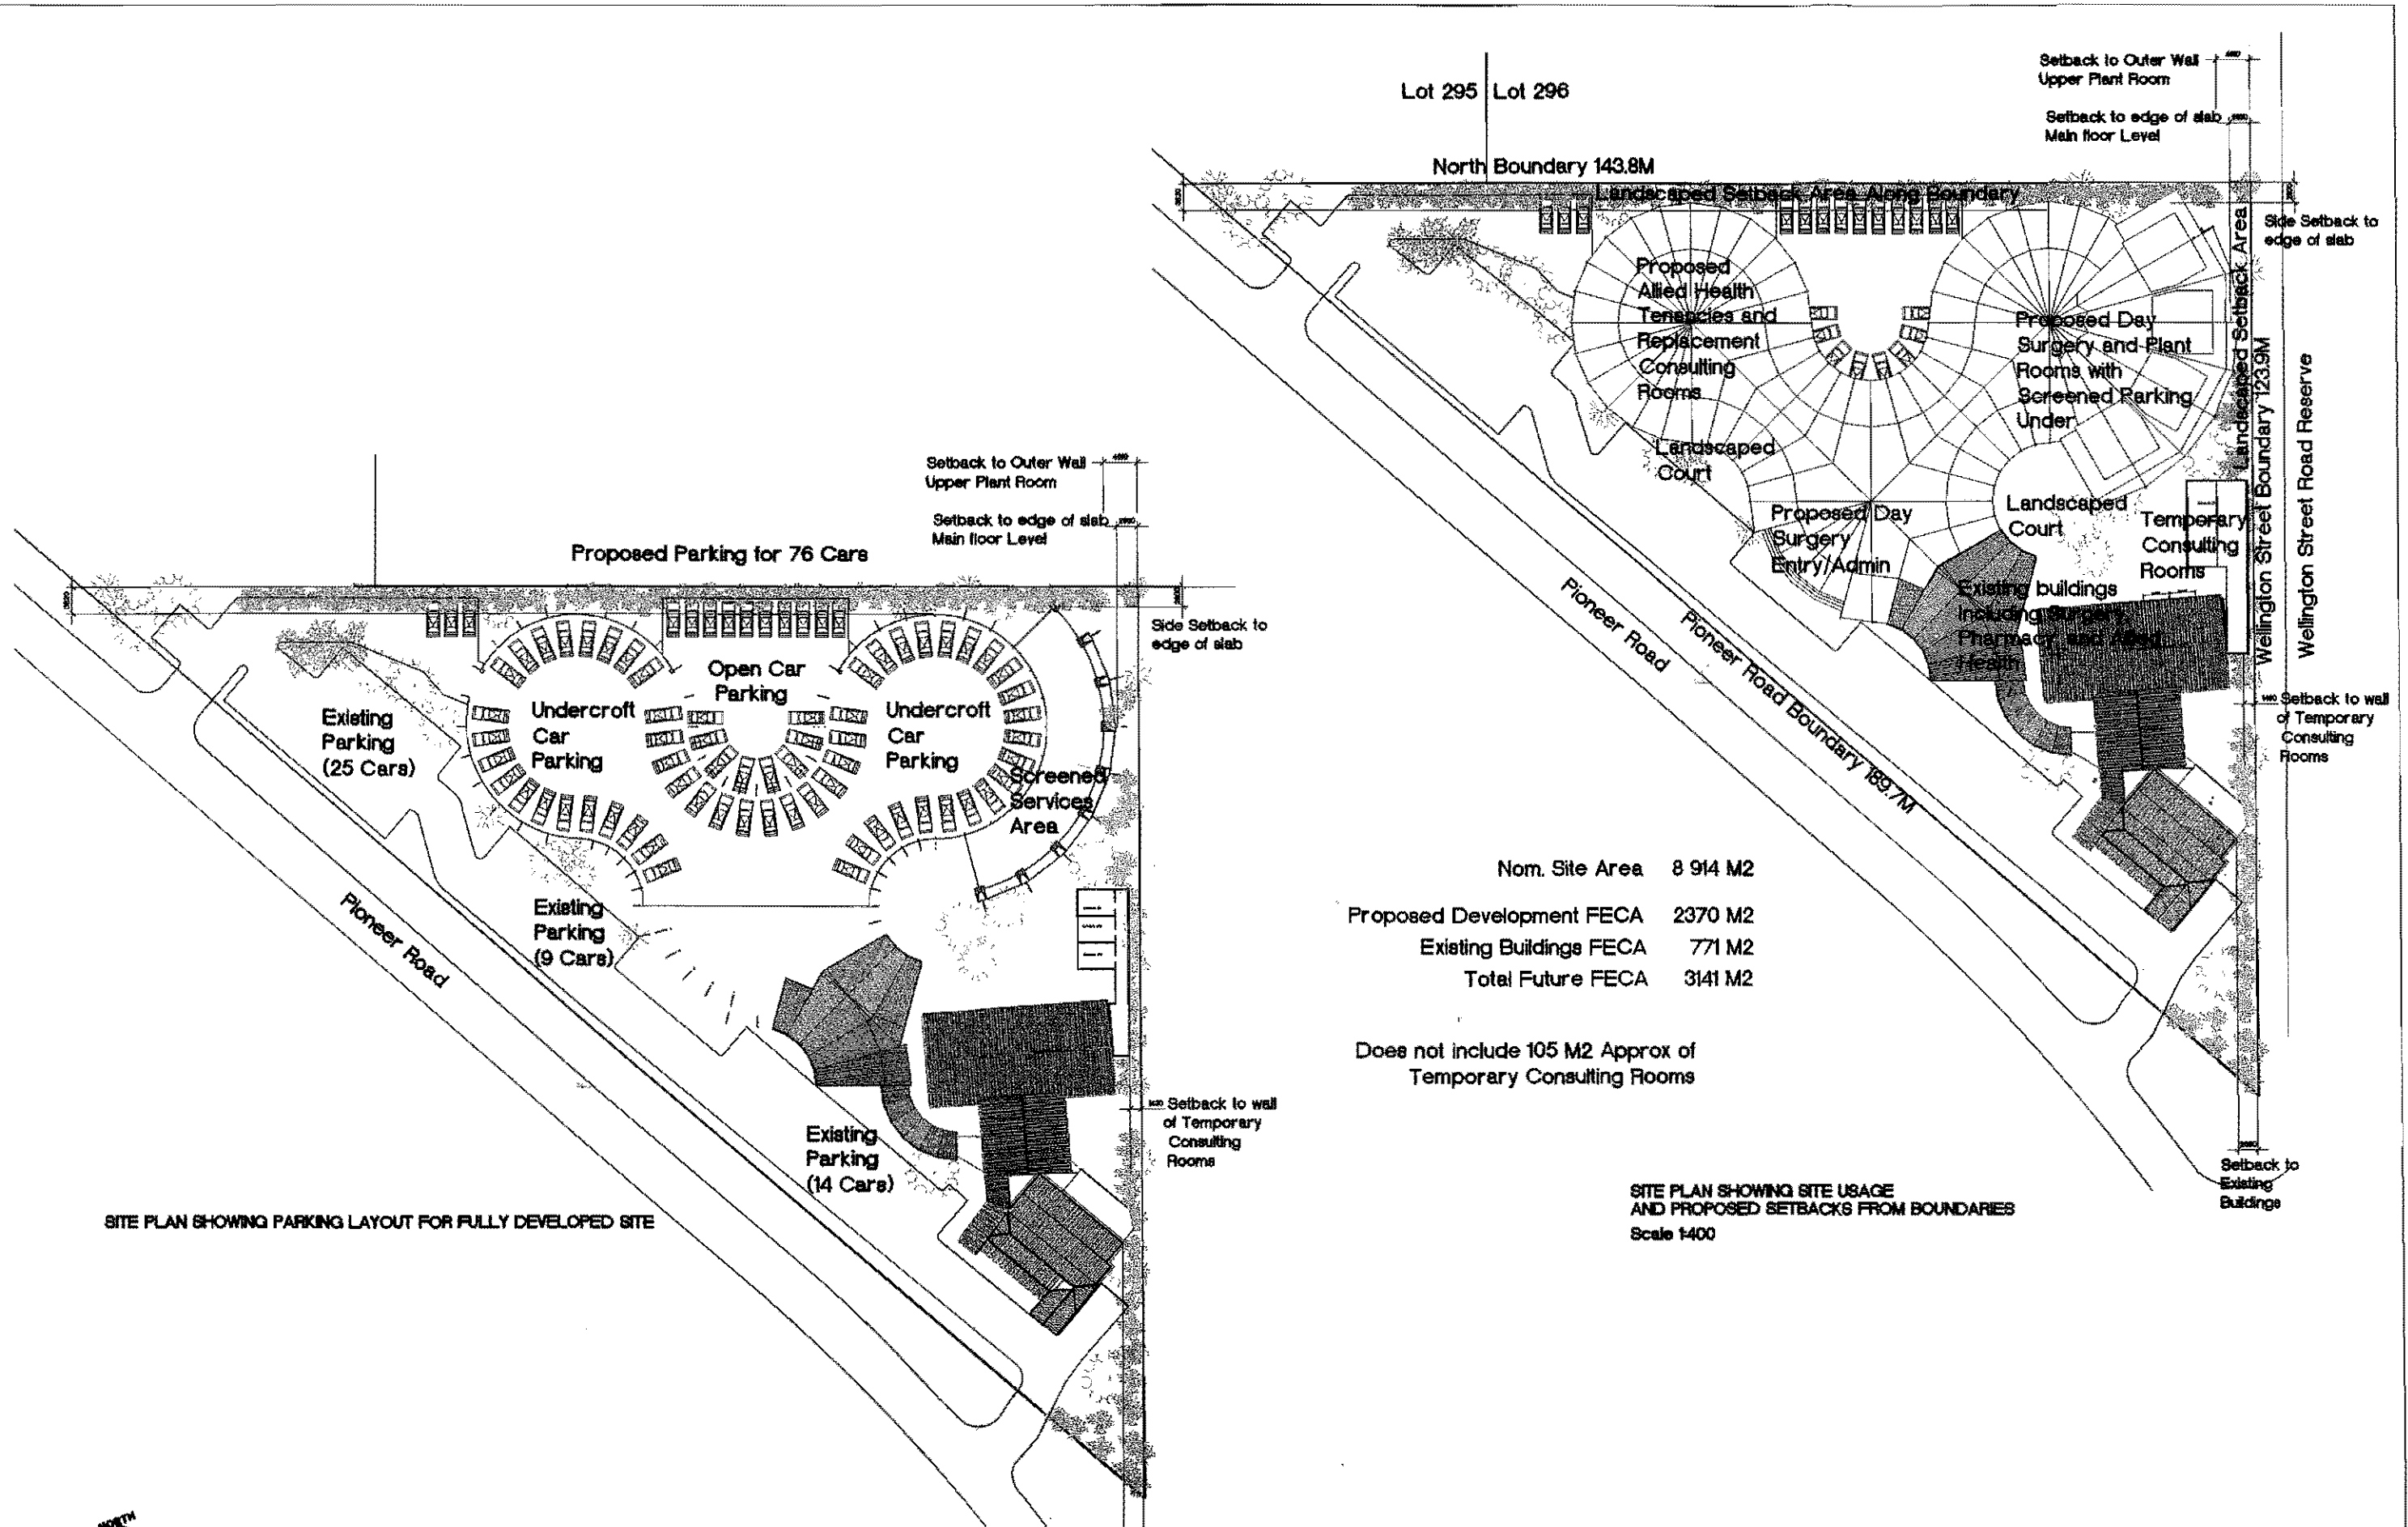 Proposed Parking for 76 Cars
Setback to Outer Wall
Upper Plant Room
Setback to edge of slab
Main floor Level
Side Setback to
edge of slab
Open Car
Parking
Undercroft
Car
Parking
Undercroft
Car
Parking
Existing
Parking
(25 Cars)
Screened
Services
Area
Existing
Parking
(9 Cars)
Pioneer Road
Existing
Parking
(14 Cars)
Setback to wall
of Temporary
Consulting
Rooms
SITE PLAN SHOWING PARKING LAYOUT FOR FULLY DEVELOPED SITE
NORTH
Lot 295
Lot 296
Setback to Outer Wall
Upper Plant Room
Setback to edge of slab
Main floor Level
North Boundary 143.8M
Landscaped Setback Area Along Boundary
Side Setback to
edge of slab
Landscaped Setback Area
Wellington Street Boundary 123.9M
Wellington Street Road Reserve
Proposed
Allied Health
Tenancies and
Replacement
Consulting
Rooms
Proposed Day
Surgery and Plant
Rooms with
Screened Parking
Under
Landscaped
Court
Landscaped
Court
Proposed Day
Surgery
Entry/Admin
Temporary
Consulting
Rooms
Existing buildings
including Surgery,
Pharmacy and Allied
Health
Pioneer Road
Pioneer Road Boundary 189.7M
Setback to wall
of Temporary
Consulting
Rooms
Nom. Site Area 8 914 M2
Proposed Development FECA 2370 M2
Existing Buildings FECA 771 M2
Total Future FECA 3141 M2
Does not include 105 M2 Approx of
Temporary Consulting Rooms
Setback to
Existing
Buildings
SITE PLAN SHOWING SITE USAGE
AND PROPOSED SETBACKS FROM BOUNDARIES
Scale 1:400